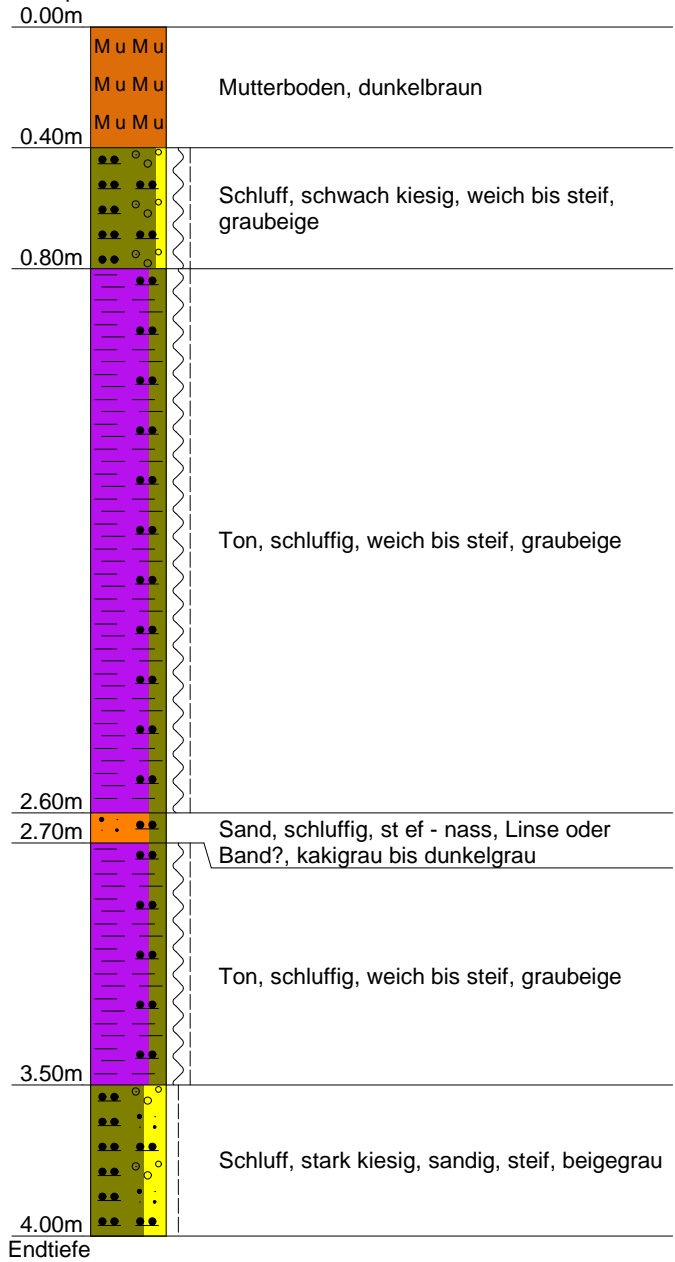 0.00m
M u M u
M u M u
M u M u
Mutterboden, dunkelbraun
0.40m
Schluff, schwach kiesig, weich bis steif,
graubeige
0.80m
Ton, schluffig, weich bis steif, graubeige
2.60m
Sand, schluffig, st ef - nass, Linse oder
2.70m
Band?, kakigrau bis dunkelgrau
Ton, schluffig, weich bis steif, graubeige
3.50m
Schluff, stark kiesig, sandig, steif, beigegrau
4.00m
Endtiefe